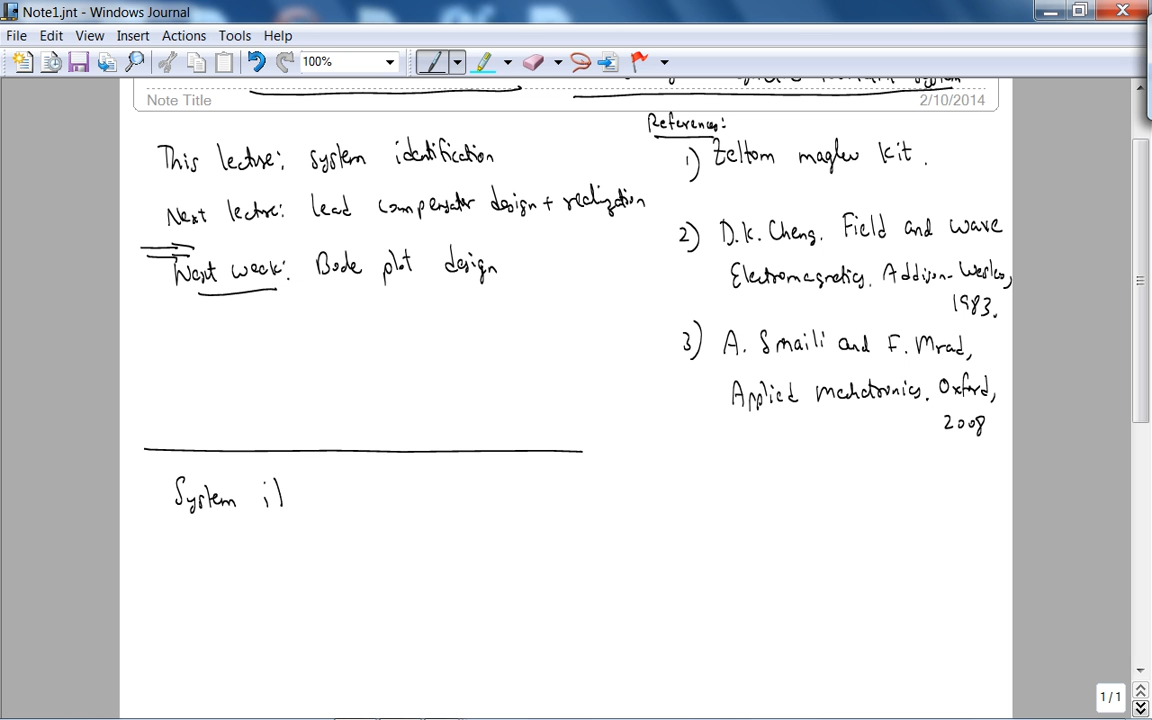 Note1.jnt - Windows Journal
File Edit View Insert Actions Tools Help
100%
system
Note Title 2/10/2014
This lecture: system identification
Next lecture: lead compensator design + realization
Next week: Bode plot design
References:
1) Zeltom maglev kit.
2) D.K. Cheng. Field and wave
Electromagnetics. Addison-Wesley,
1983.
3) A. Smaili and F. Mrad,
Applied mechatronics. Oxford,
2008
System i
1 / 1